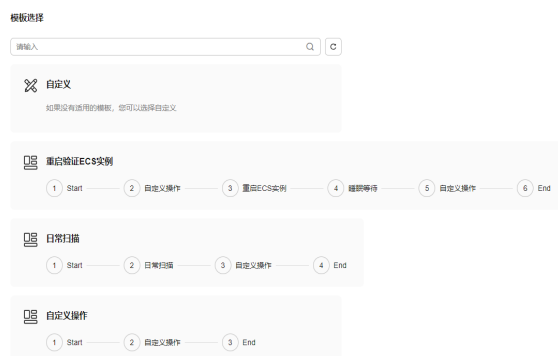 模板选择
请输入
自定义
如果没有适用的模板，您可以选择自定义
重启验证ECS实例
1 Start 2 自定义操作 3 重启ECS实例 4 睡眠等待 5 自定义操作 6 End
日常扫描
1 Start 2 日常扫描 3 自定义操作 4 End
自定义操作
1 Start 2 自定义操作 3 End